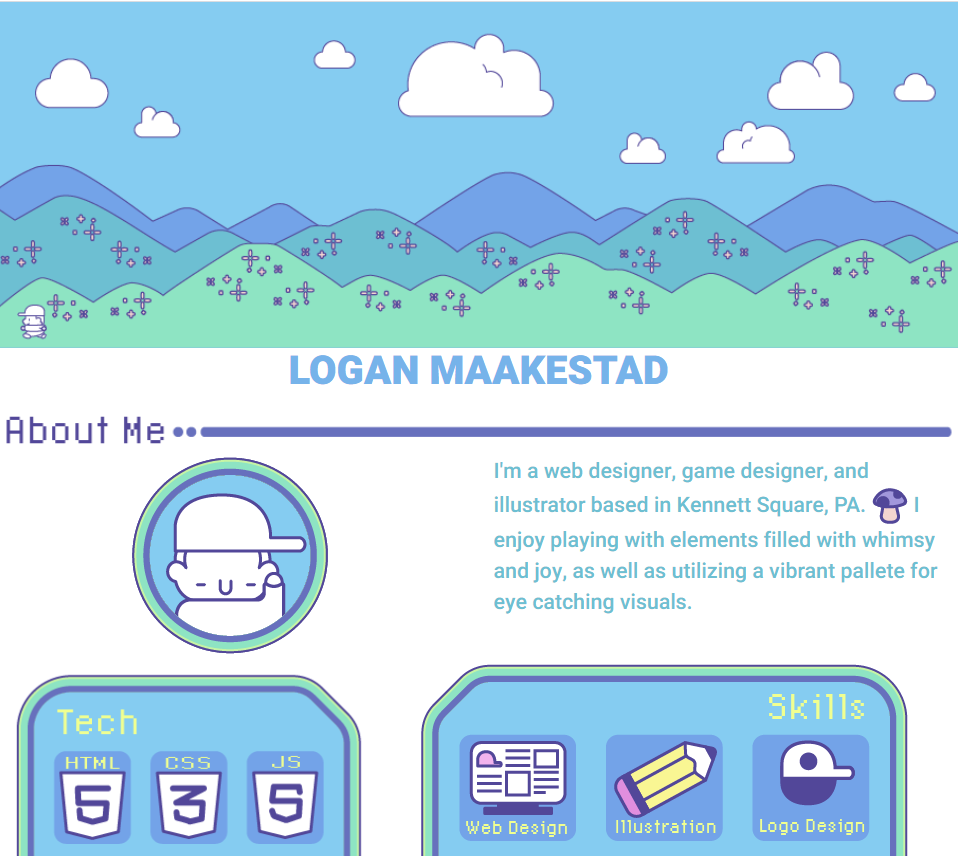 LOGAN MAAKESTAD
About Me
I'm a web designer, game designer, and
illustrator based in Kennett Square, PA. I
enjoy playing with elements filled with whimsy
and joy, as well as utilizing a vibrant pallete for
eye catching visuals.
Tech
HTML CSS JS
5 3 5
Skills
Web Design Illustration Logo Design